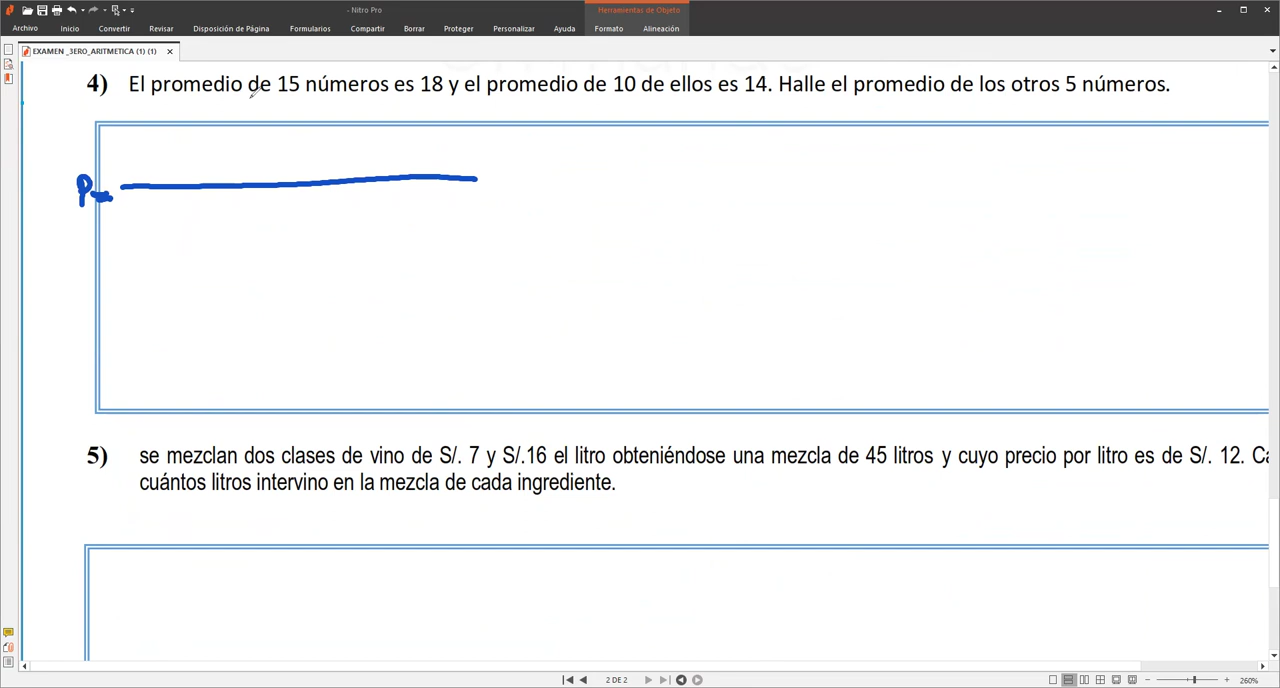 - Nitro Pro
Herramientas de Objeto
Archivo Inicio Convertir Revisar Disposición de Página Formularios Compartir Borrar Proteger Personalizar Ayuda Formato Alineación
EXAMEN _3ERO_ARITMETICA (1) (1) ×
4) El promedio de 15 números es 18 y el promedio de 10 de ellos es 14. Halle el promedio de los otros 5 números.
P=
5) se mezclan dos clases de vino de S/. 7 y S/.16 el litro obteniéndose una mezcla de 45 litros y cuyo precio por litro es de S/. 12.
cuántos litros intervino en la mezcla de cada ingrediente.
2 DE 2
260%